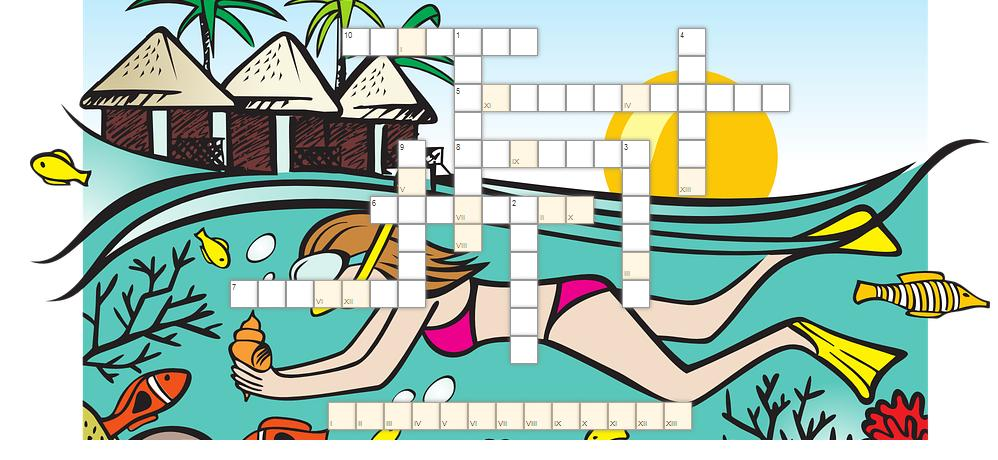 10 I 1 4
5 XI IV
9 8 IX 3
V XIII
6 VII 2 II X
VIII
III
7 VI XII
I II III IV V VI VII VIII IX X XI XII XIII